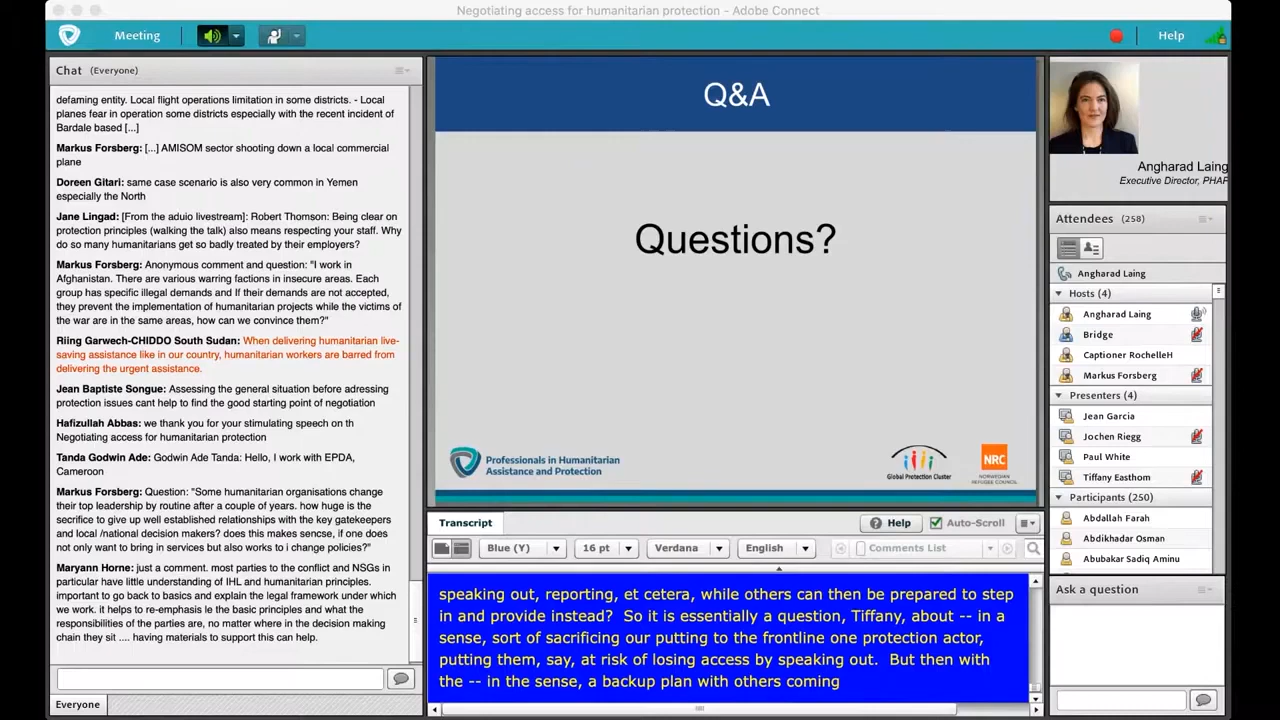 Negotiating access for humanitarian protection - Adobe Connect
Meeting
Help
Chat (Everyone)
defaming entity. Local flight operations limitation in some districts. - Local
planes fear in operation some districts especially with the recent incident of
Bardale based [...]
Markus Forsberg: [...] AMISOM sector shooting down a local commercial
plane
Doreen Gitari: same case scenario is also very common in Yemen
especially the North
Jane Lingad: [From the aduio livestream]: Robert Thomson: Being clear on
protection principles (walking the talk) also means respecting your staff. Why
do so many humanitarians get so badly treated by their employers?
Markus Forsberg: Anonymous comment and question: "I work in
Afghanistan. There are various warring factions in insecure areas. Each
group has specific illegal demands and If their demands are not accepted,
they prevent the implementation of humanitarian projects while the victims of
the war are in the same areas, how can we convince them?"
Riing Garwech-CHIDDO South Sudan: When delivering humanitarian live-
saving assistance like in our country, humanitarian workers are barred from
delivering the urgent assistance.
Jean Baptiste Songue: Assessing the general situation before adressing
protection issues cant help to find the good starting point of negotiation
Hafizullah Abbas: we thank you for your stimulating speech on th
Negotiating access for humanitarian protection
Tanda Godwin Ade: Godwin Ade Tanda: Hello, I work with EPDA,
Cameroon
Markus Forsberg: Question: "Some humanitarian organisations change
their top leadership by routine after a couple of years. how huge is the
secrifice to give up well established relationships with the key gatekeepers
and local /national decision makers? does this makes sencse, if one does
not only want to bring in services but also works to i change policies?"
Maryann Horne: just a comment. most parties to the conflict and NSGs in
particular have little understanding of IHL and humanitarian principles.
important to go back to basics and explain the legal framework under which
we work. it helps to re-emphasis le the basic principles and what the
responsibilities of the parties are, no matter where in the decision making
chain they sit .... having materials to support this can help.
Everyone
Q&A
Questions?
Professionals in Humanitarian
Assistance and Protection
Global Protection Cluster
NRC
NORWEGIAN
REFUGEE COUNCIL
Transcript
Help
Auto-Scroll
Blue (Y)
16 pt
Verdana
English
Comments List
speaking out, reporting, et cetera, while others can then be prepared to step
in and provide instead? So it is essentially a question, Tiffany, about -- in a
sense, sort of sacrificing our putting to the frontline one protection actor,
putting them, say, at risk of losing access by speaking out. But then with
the -- in the sense, a backup plan with others coming
Angharad Laing
Executive Director, PHAP
Attendees (258)
Angharad Laing
Hosts (4)
Angharad Laing
Bridge
Captioner RochelleH
Markus Forsberg
Presenters (4)
Jean Garcia
Jochen Riegg
Paul White
Tiffany Easthom
Participants (250)
Abdallah Farah
Abdikhadar Osman
Abubakar Sadiq Aminu
Ask a question